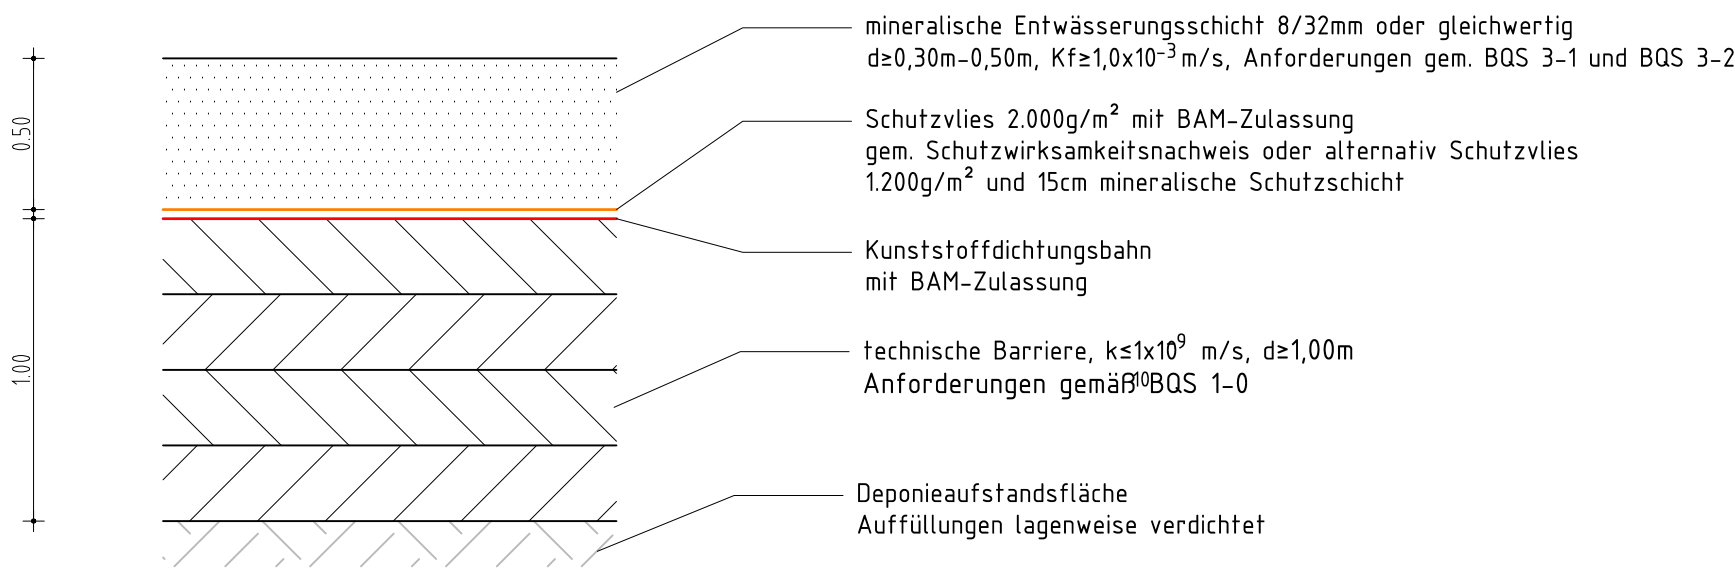 mineralische Entwässerungsschicht 8/32mm oder gleichwertig
d≥0,30m-0,50m, Kf≥1,0x10⁻³ m/s, Anforderungen gem. BQS 3-1 und BQS 3-2
0.50
Schutzvlies 2.000g/m² mit BAM-Zulassung
gem. Schutzwirksamkeitsnachweis oder alternativ Schutzvlies
1.200g/m² und 15cm mineralische Schutzschicht
Kunststoffdichtungsbahn
mit BAM-Zulassung
1.00
technische Barriere, k≤1x10⁹ m/s, d≥1,00m
Anforderungen gemäß¹⁰BQS 1-0
Deponieaufstandsfläche
Auffüllungen lagenweise verdichtet